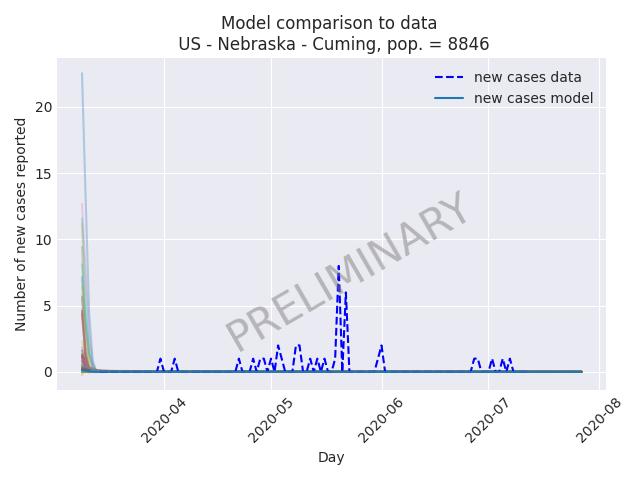 Model comparison to data
US - Nebraska - Cuming, pop. = 8846
new cases data
new cases model
Number of new cases reported
20
15
10
5
0
PRELIMINARY
2020-04
2020-05
2020-06
2020-07
2020-08
Day